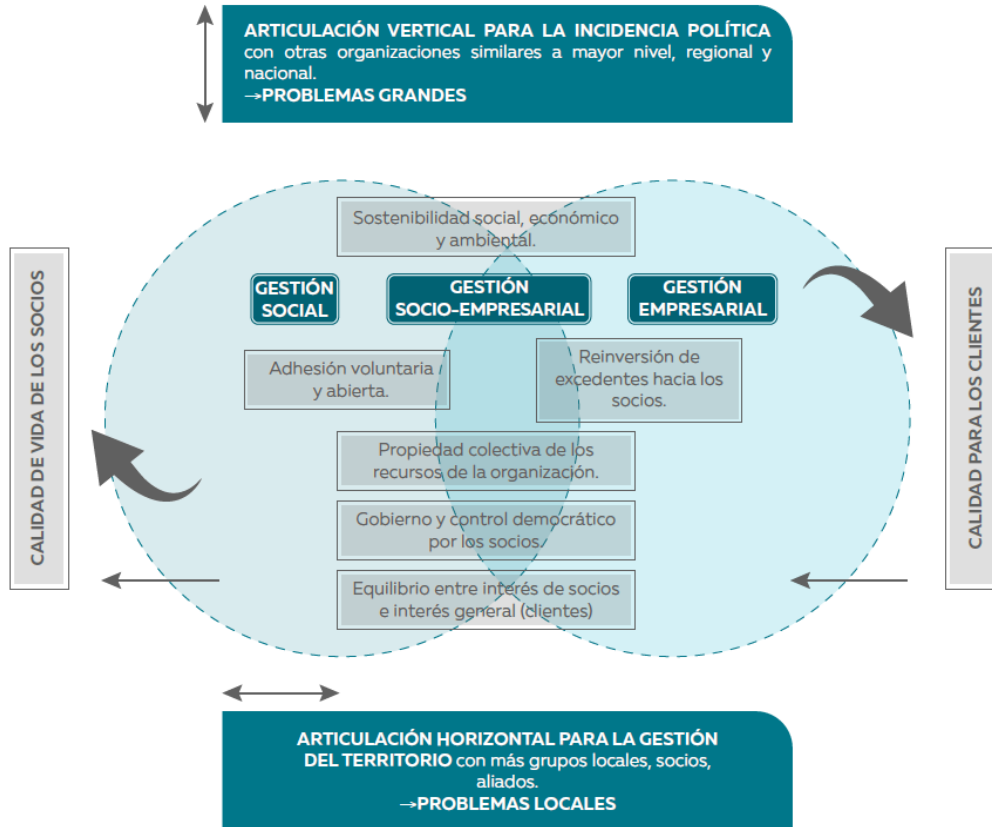 ARTICULACIÓN VERTICAL PARA LA INCIDENCIA POLÍTICA
con otras organizaciones similares a mayor nivel, regional y
nacional.
→PROBLEMAS GRANDES
CALIDAD DE VIDA DE LOS SOCIOS
Sostenibilidad social, económico
y ambiental.
GESTIÓN
SOCIAL
GESTIÓN
SOCIO-EMPRESARIAL
GESTIÓN
EMPRESARIAL
Adhesión voluntaria
y abierta.
Reinversión de
excedentes hacia los
socios.
Propiedad colectiva de los
recursos de la organización.
Gobierno y control democrático
por los socios.
Equilibrio entre interés de socios
e interés general (clientes)
CALIDAD PARA LOS CLIENTES
ARTICULACIÓN HORIZONTAL PARA LA GESTIÓN
DEL TERRITORIO con más grupos locales, socios,
aliados.
→PROBLEMAS LOCALES